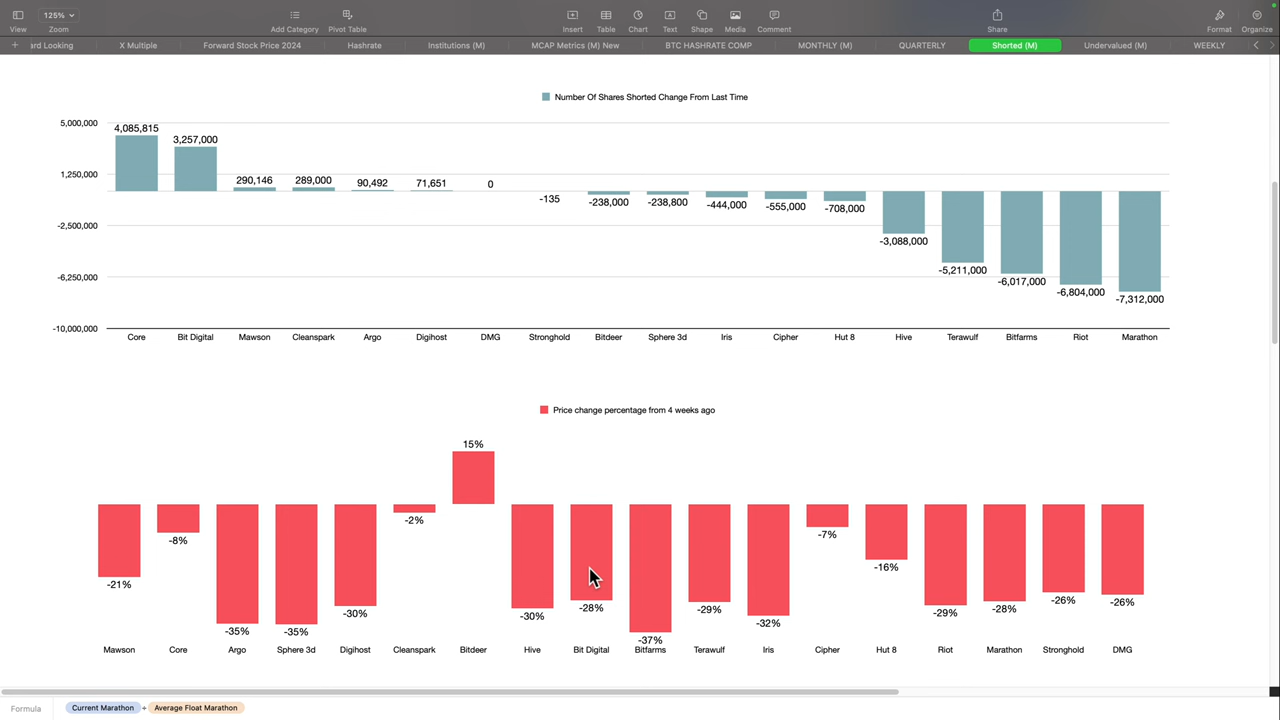 125%
View
Zoom
Add Category
Pivot Table
Insert
Table
Chart
Text
Shape
Media
Comment
Share
Format
Organize
+
ard Looking
X Multiple
Forward Stock Price 2024
Hashrate
Institutions (M)
MCAP Metrics (M) New
BTC HASHRATE COMP
MONTHLY (M)
QUARTERLY
Shorted (M)
Undervalued (M)
WEEKLY
Number Of Shares Shorted Change From Last Time
5,000,000
1,250,000
-2,500,000
-6,250,000
-10,000,000
4,085,815
3,257,000
290,146
289,000
90,492
71,651
0
-135
-238,000
-238,800
-444,000
-555,000
-708,000
-3,088,000
-5,211,000
-6,017,000
-6,804,000
-7,312,000
Core
Bit Digital
Mawson
Cleanspark
Argo
Digihost
DMG
Stronghold
Bitdeer
Sphere 3d
Iris
Cipher
Hut 8
Hive
Terawulf
Bitfarms
Riot
Marathon
Price change percentage from 4 weeks ago
-21%
-8%
-35%
-35%
-30%
-2%
15%
-30%
-28%
-37%
-29%
-32%
-7%
-16%
-29%
-28%
-26%
-26%
Mawson
Core
Argo
Sphere 3d
Digihost
Cleanspark
Bitdeer
Hive
Bit Digital
Bitfarms
Terawulf
Iris
Cipher
Hut 8
Riot
Marathon
Stronghold
DMG
Formula
Current Marathon + Average Float Marathon